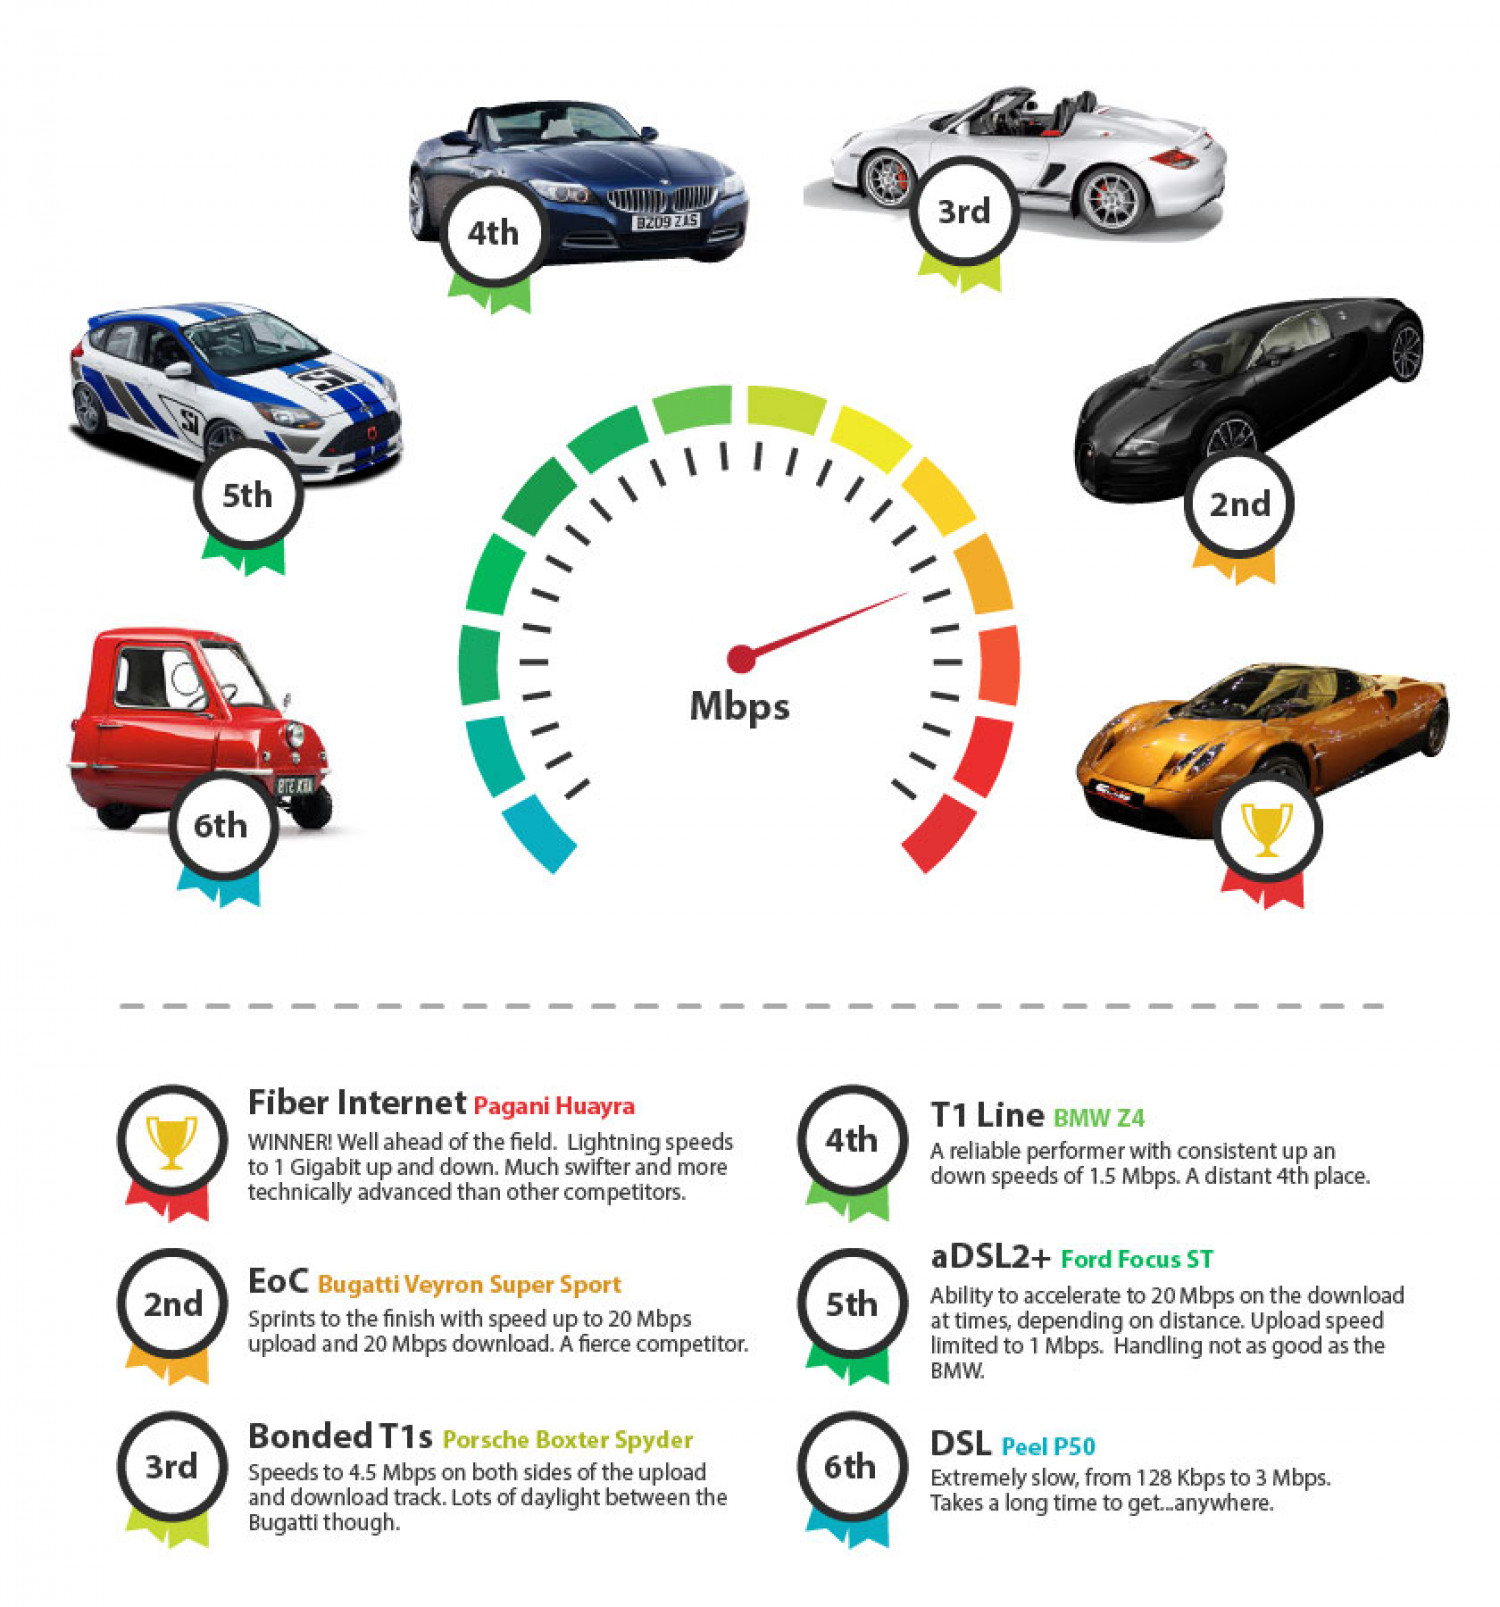 4th
B209 ZAS
3rd
5th
2nd
Mbps
6th
Fiber Internet Pagani Huayra
WINNER! Well ahead of the field. Lightning speeds
to 1 Gigabit up and down. Much swifter and more
technically advanced than other competitors.
2nd
EoC Bugatti Veyron Super Sport
Sprints to the finish with speed up to 20 Mbps
upload and 20 Mbps download. A fierce competitor.
3rd
Bonded T1s Porsche Boxter Spyder
Speeds to 4.5 Mbps on both sides of the upload
and download track. Lots of daylight between the
Bugatti though.
4th
T1 Line BMW Z4
A reliable performer with consistent up an
down speeds of 1.5 Mbps. A distant 4th place.
5th
aDSL2+ Ford Focus ST
Ability to accelerate to 20 Mbps on the download
at times, depending on distance. Upload speed
limited to 1 Mbps. Handling not as good as the
BMW.
6th
DSL Peel P50
Extremely slow, from 128 Kbps to 3 Mbps.
Takes a long time to get...anywhere.